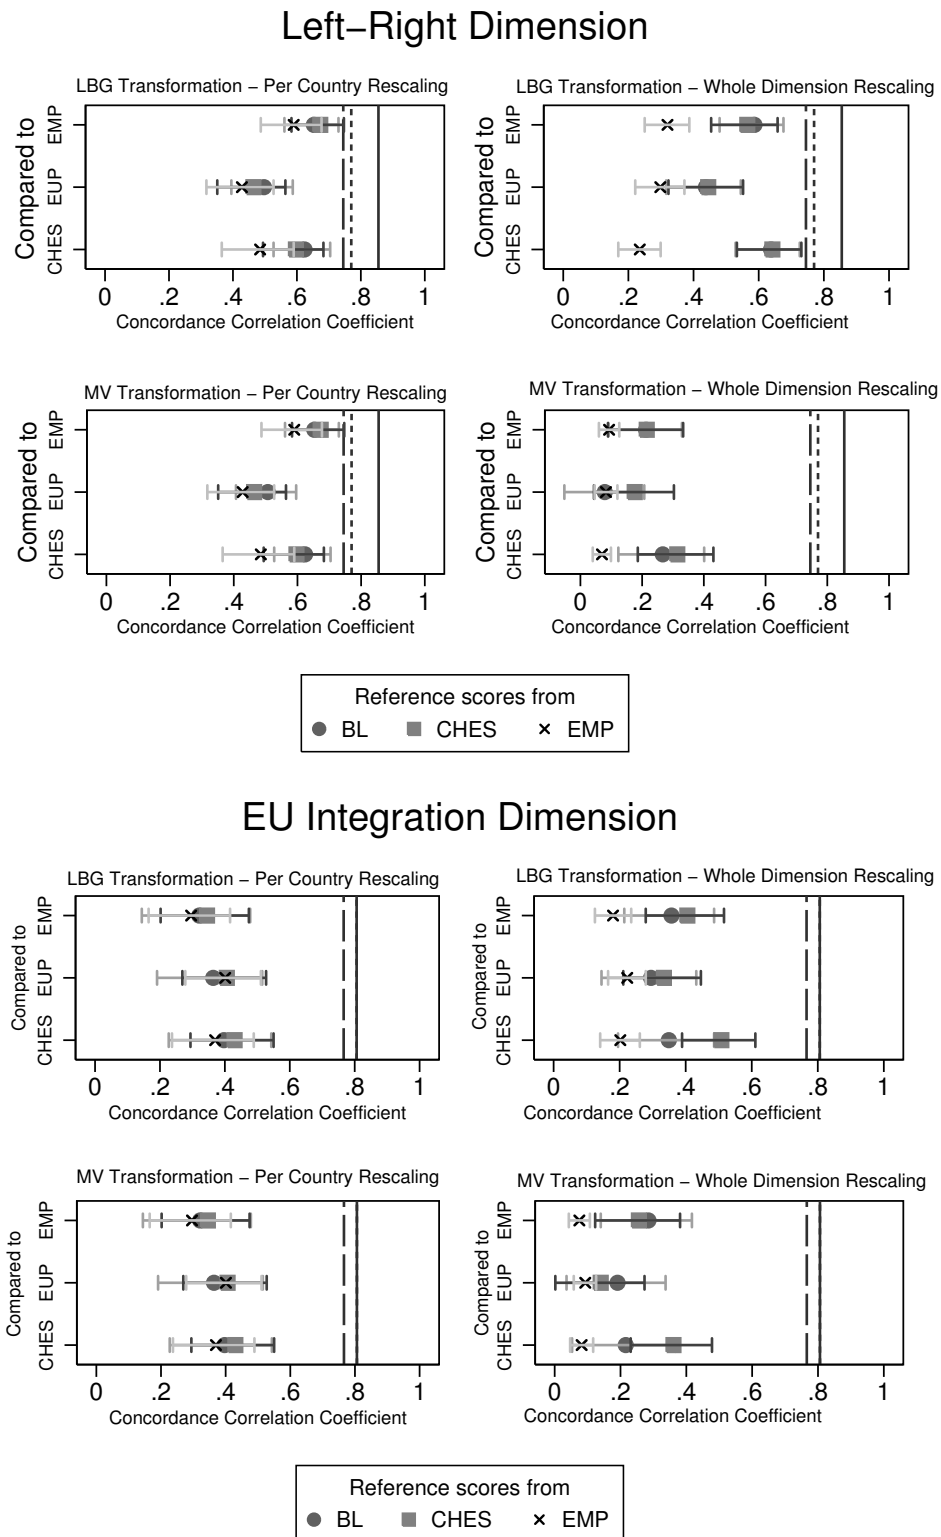 Left−Right Dimension
LBG Transformation − Per Country Rescaling
Compared to
EMP
EUP
CHES
0 .2 .4 .6 .8 1
Concordance Correlation Coefficient
LBG Transformation − Whole Dimension Rescaling
Compared to
EMP
EUP
CHES
0 .2 .4 .6 .8 1
Concordance Correlation Coefficient
MV Transformation − Per Country Rescaling
Compared to
EMP
EUP
CHES
0 .2 .4 .6 .8 1
Concordance Correlation Coefficient
MV Transformation − Whole Dimension Rescaling
Compared to
EMP
EUP
CHES
0 .2 .4 .6 .8 1
Concordance Correlation Coefficient
Reference scores from
BL CHES EMP
EU Integration Dimension
LBG Transformation − Per Country Rescaling
Compared to
EMP
EUP
CHES
0 .2 .4 .6 .8 1
Concordance Correlation Coefficient
LBG Transformation − Whole Dimension Rescaling
Compared to
EMP
EUP
CHES
0 .2 .4 .6 .8 1
Concordance Correlation Coefficient
MV Transformation − Per Country Rescaling
Compared to
EMP
EUP
CHES
0 .2 .4 .6 .8 1
Concordance Correlation Coefficient
MV Transformation − Whole Dimension Rescaling
Compared to
EMP
EUP
CHES
0 .2 .4 .6 .8 1
Concordance Correlation Coefficient
Reference scores from
BL CHES EMP